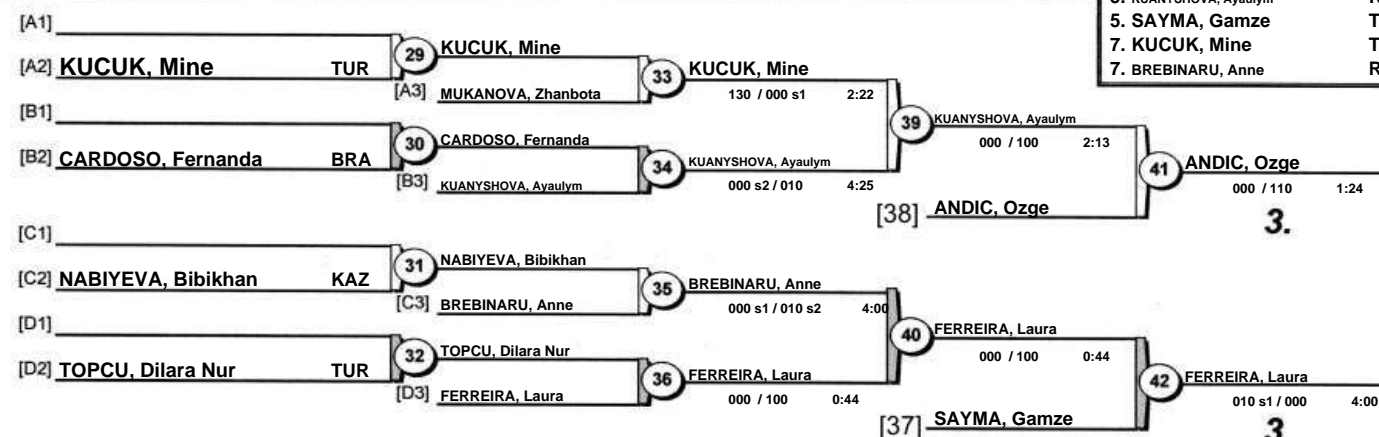 5. SAYMA, Gamze T
7. KUCUK, Mine T
7. BREBINARU, Anne R
[A1]
[A2] KUCUK, Mine TUR
29
KUCUK, Mine
[A3] MUKANOVA, Zhanbota
33
KUCUK, Mine
130 / 000 s1 2:22
[B1]
[B2] CARDOSO, Fernanda BRA
30
CARDOSO, Fernanda
[B3] KUANYSHOVA, Ayaulym
34
KUANYSHOVA, Ayaulym
000 s2 / 010 4:25
39
KUANYSHOVA, Ayaulym
000 / 100 2:13
[38] ANDIC, Ozge
41
ANDIC, Ozge
000 / 110 1:24
3.
[C1]
[C2] NABIYEVA, Bibikhan KAZ
31
NABIYEVA, Bibikhan
[C3] BREBINARU, Anne
35
BREBINARU, Anne
000 s1 / 010 s2 4:00
[D1]
[D2] TOPCU, Dilara Nur TUR
32
TOPCU, Dilara Nur
[D3] FERREIRA, Laura
36
FERREIRA, Laura
000 / 100 0:44
40
FERREIRA, Laura
000 / 100 0:44
[37] SAYMA, Gamze
42
FERREIRA, Laura
010 s1 / 000 4:00
3